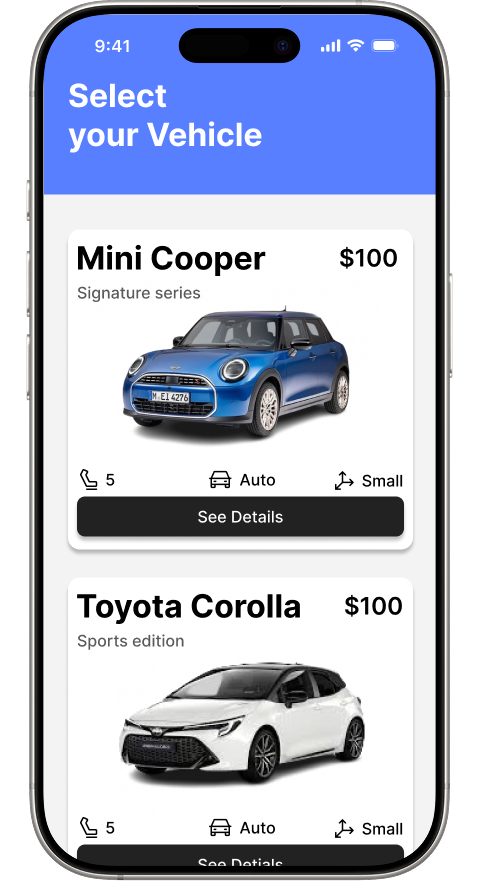 9:41
Select
your Vehicle
Mini Cooper $100
Signature series
M EI 4276
5 Auto Small
See Details
Toyota Corolla $100
Sports edition
5 Auto Small
See Detials